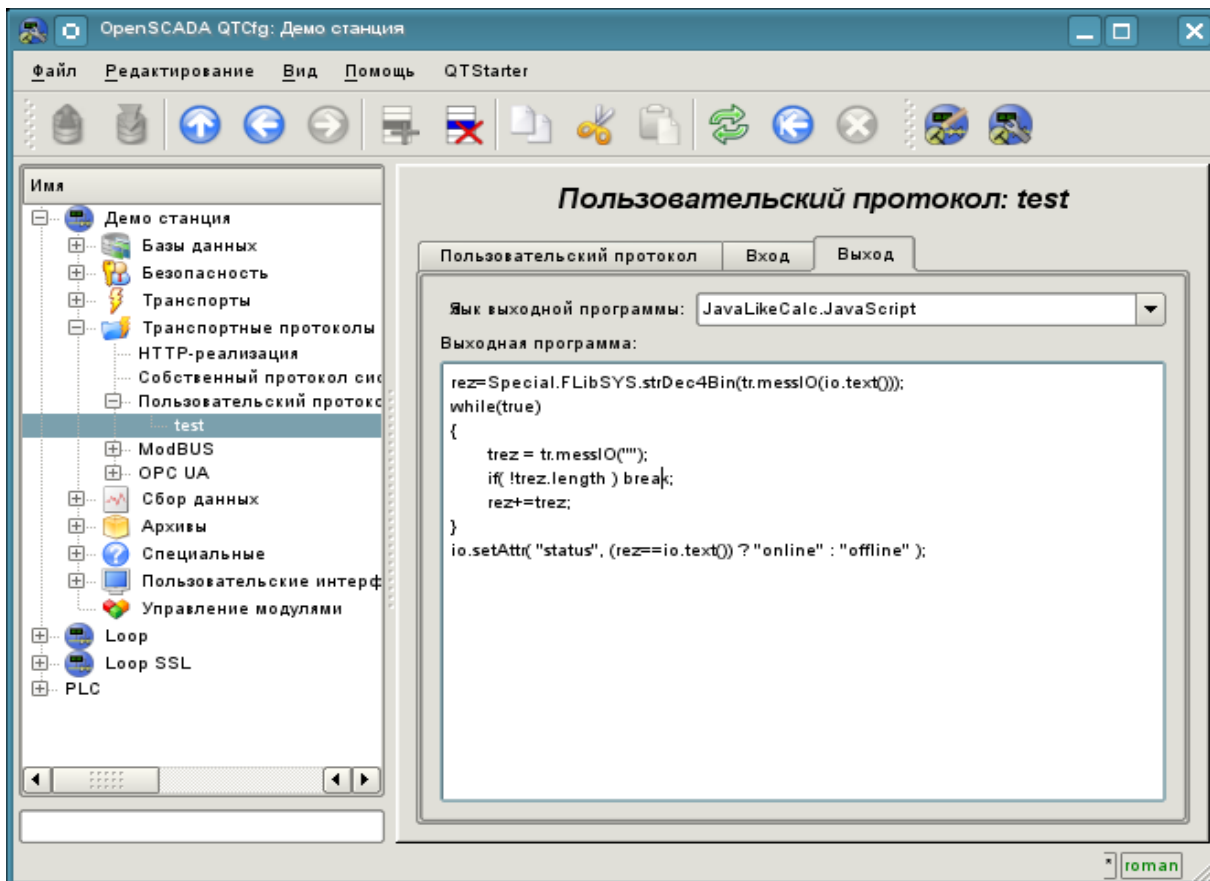 OpenSCADA QTCfg: Демо станция
Файл Редактирование Вид Помощь QTStarter
Имя
Демо станция
Базы данных
Безопасность
Транспорты
Транспортные протоколы
HTTP-реализация
Собственный протокол сис
Пользовательский протоко
test
ModBUS
OPC UA
Сбор данных
Архивы
Специальные
Пользовательские интерф
Управление модулями
Loop
Loop SSL
PLC
Пользовательский протокол: test
Пользовательский протокол Вход Выход
Язык выходной программы: JavaLikeCalc.JavaScript
Выходная программа:
rez=Special.FLibSYS.strDec4Bin(tr.messIO(io.text()));
while(true)
{
trez = tr.messIO("");
if( !trez.length ) break;
rez+=trez;
}
io.setAttr( "status", (rez==io.text()) ? "online" : "offline" );
* roman